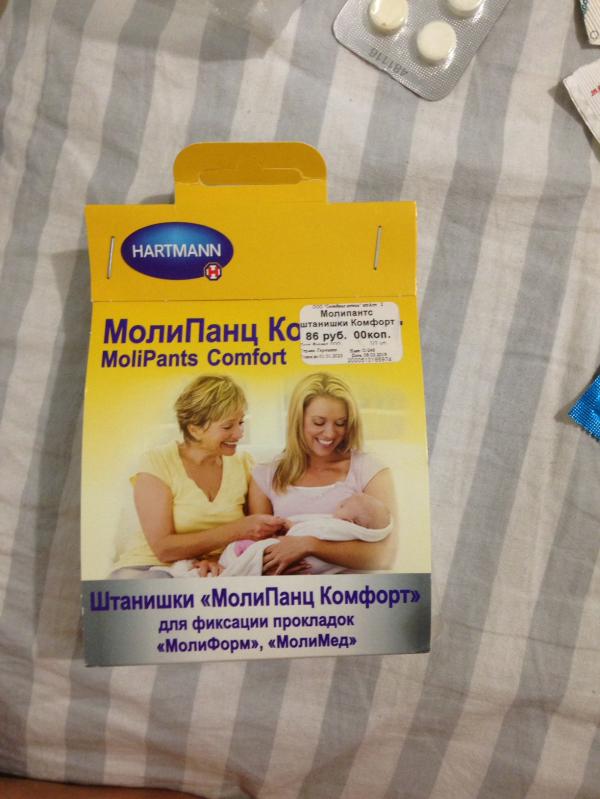 481116
HARTMANN
Молипантс
штанишки Комфорт
86 руб. 00коп.
МолиПанц Ко
MoliPants Comfort
Штанишки «МолиПанц Комфорт»
для фиксации прокладок
«МолиФорм», «МолиМед»